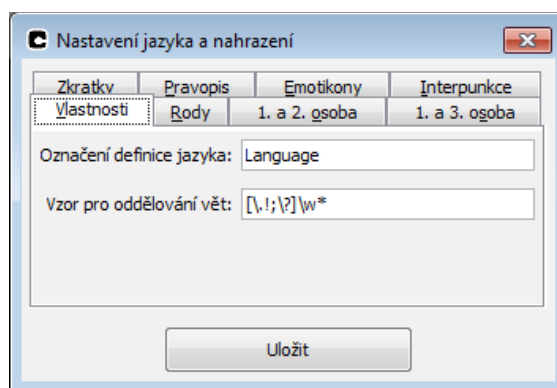 Nastavení jazyka a nahrazení
Zkratky Pravopis Emotikony Interpunkce
Vlastnosti Rody 1. a 2. osoba 1. a 3. osoba
Označení definice jazyka: Language
Vzor pro oddělování vět: [\.!;\?]\w*
Uložit